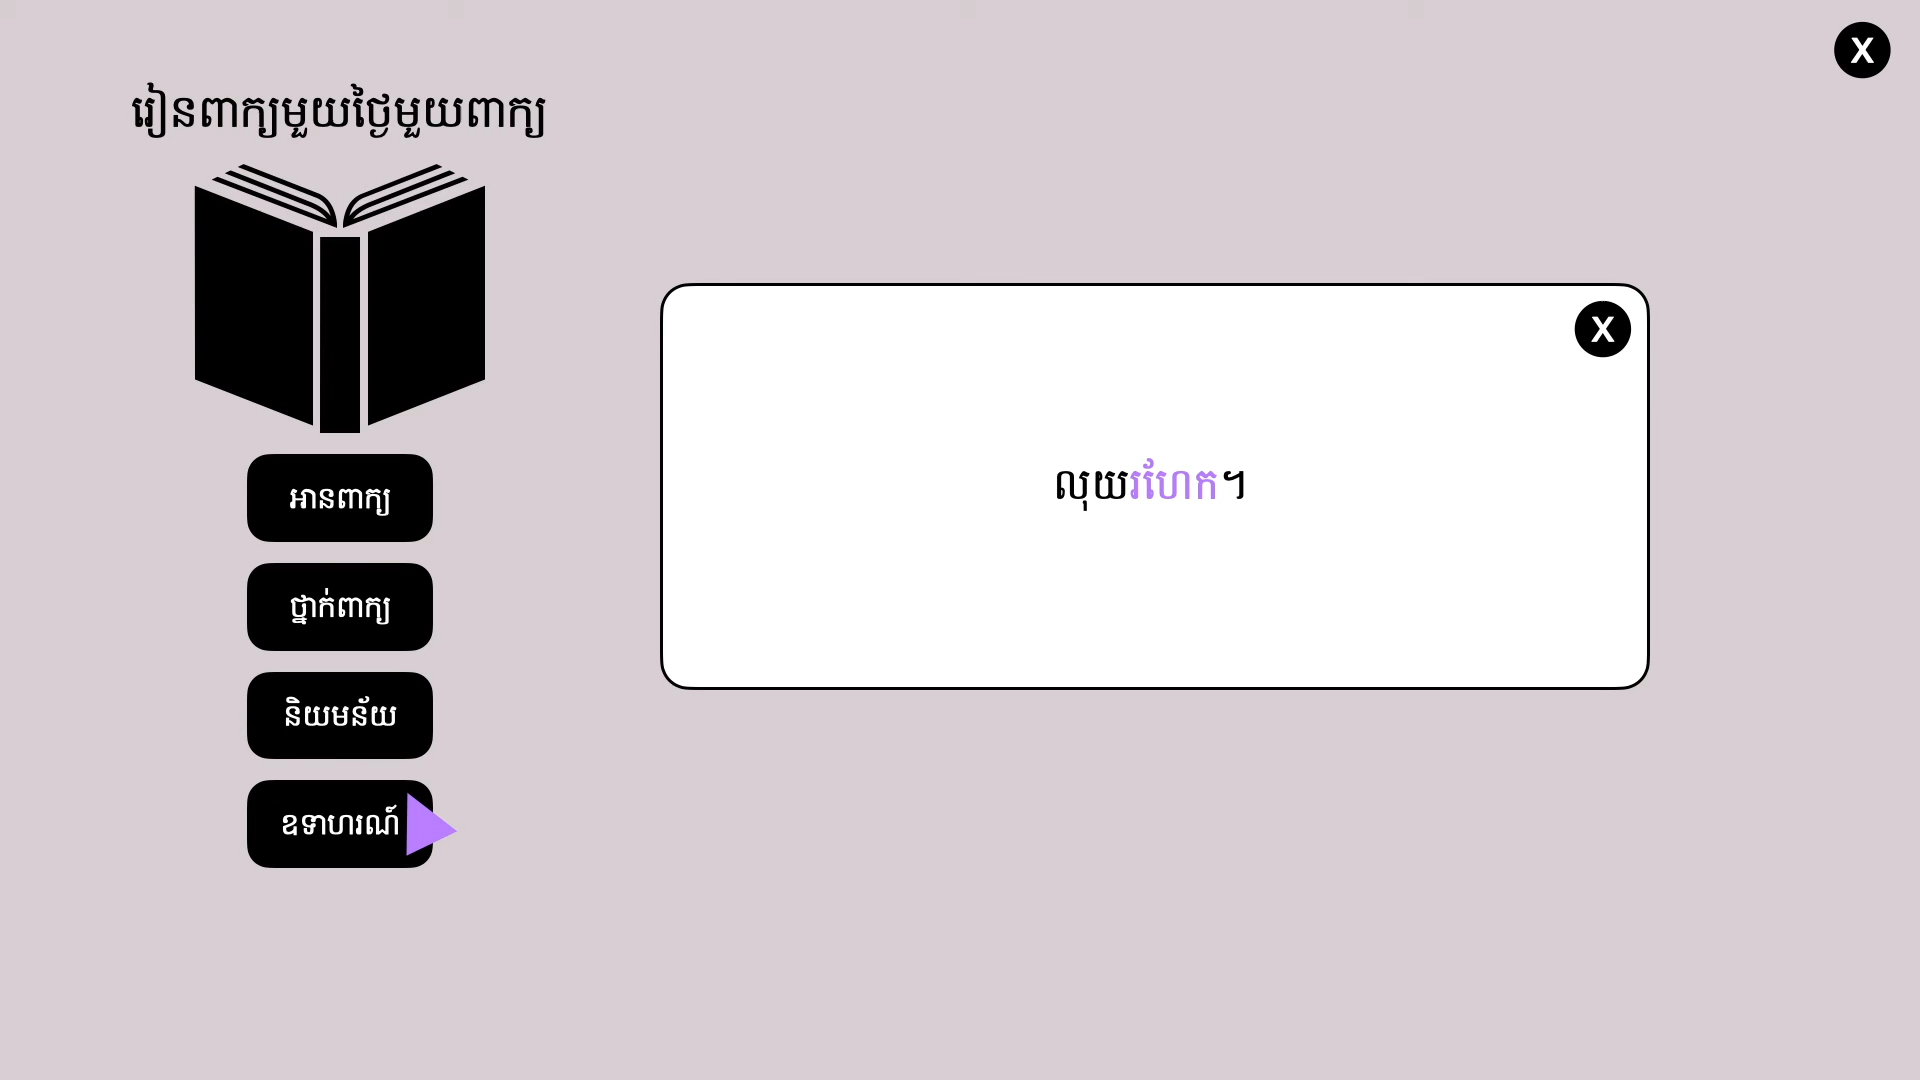 X
រៀនពាក្យមួយថ្ងៃមួយពាក្យ
X
លុយរហែក។
អានពាក្យ
ថ្នាក់ពាក្យ
និយមន័យ
ឧទាហរណ៍